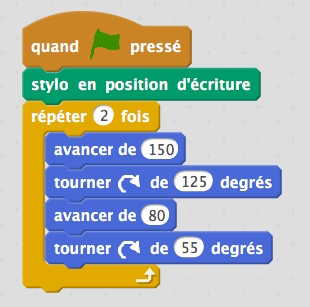 quand pressé
stylo en position d'écriture
répéter 2 fois
avancer de 150
tourner de 125 degrés
avancer de 80
tourner de 55 degrés